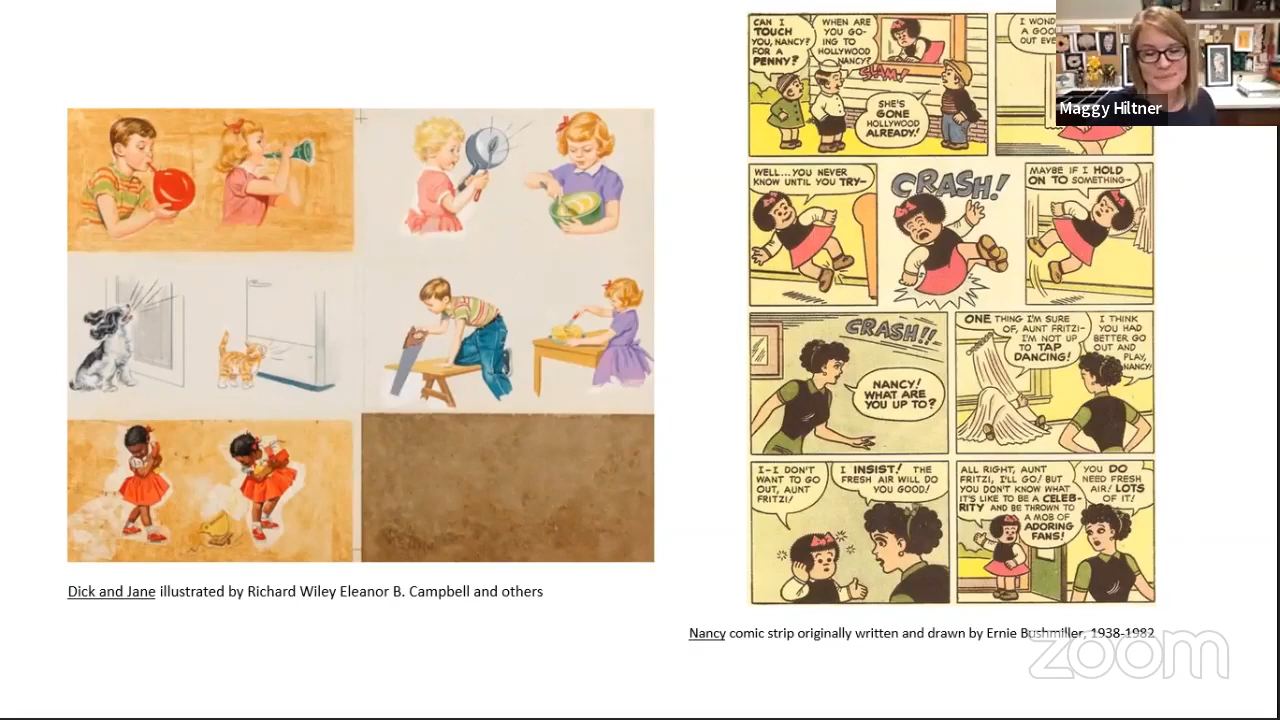 CAN I
TOUCH
YOU, NANCY?
FOR A
PENNY?
WHEN ARE
YOU GO-
ING TO
HOLLYWOOD
NANCY?
SLAM!
SHE'S
GONE
HOLLYWOOD
ALREADY!
I WOND
A GOO
OUT EVE
Maggy Hiltner
WELL...YOU NEVER
KNOW UNTIL YOU TRY-
CRASH!
MAYBE IF I HOLD
ON TO SOMETHING-
CRASH!!
NANCY!
WHAT ARE
YOU UP TO?
ONE THING I'M SURE
OF, AUNT FRITZI-
I'M NOT UP
TO TAP
DANCING!
I THINK
YOU HAD
BETTER GO
OUT AND
PLAY,
NANCY!
I-I DON'T
WANT TO GO
OUT, AUNT
FRITZI!
I INSIST! THE
FRESH AIR WILL DO
YOU GOOD!
ALL RIGHT, AUNT
FRITZI, I'LL GO! BUT
YOU DON'T KNOW WHAT
IT'S LIKE TO BE A CELEB-
RITY AND BE THROWN TO
A MOB OF
ADORING
FANS!
YOU DO
NEED FRESH
AIR! LOTS
OF IT!
Dick and Jane illustrated by Richard Wiley Eleanor B. Campbell and others
Nancy comic strip originally written and drawn by Ernie Bushmiller, 1938-1982
zoom